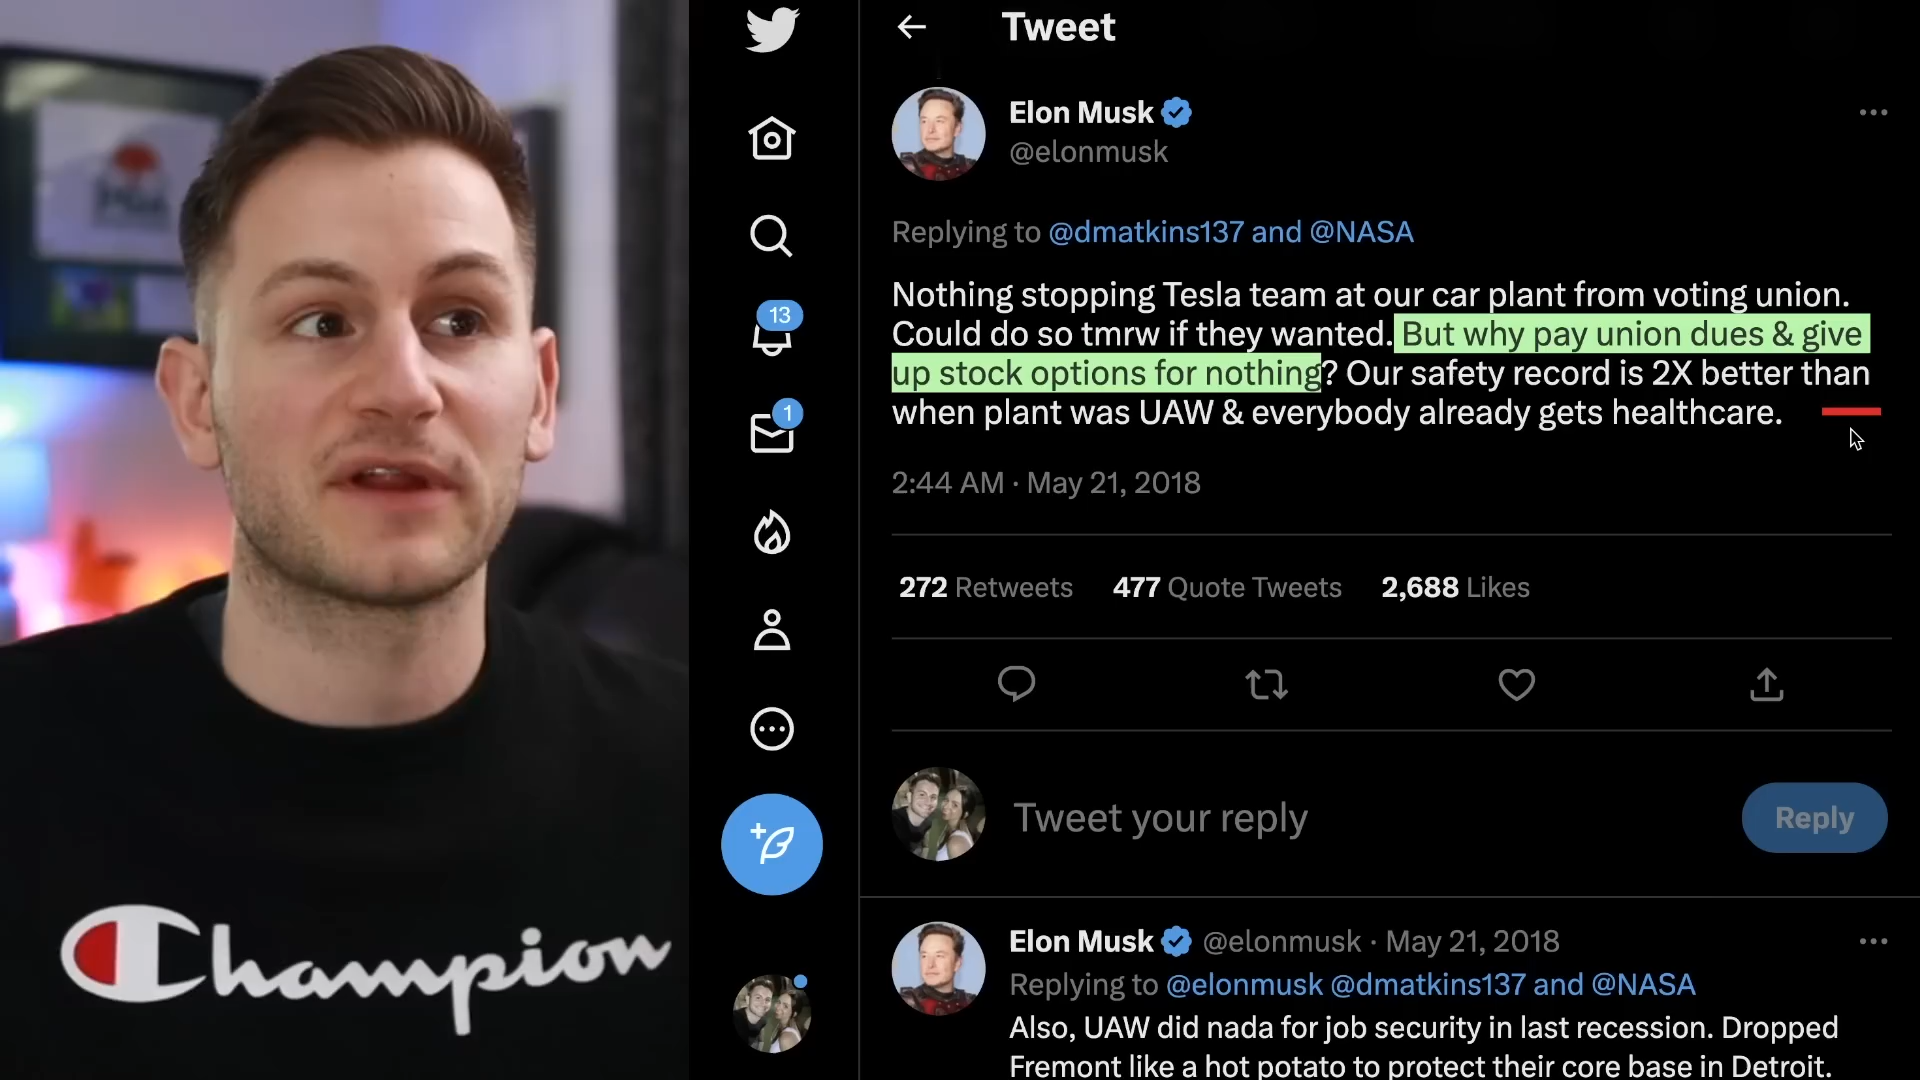 Tweet
Elon Musk
@elonmusk
Replying to @dmatkins137 and @NASA
Nothing stopping Tesla team at our car plant from voting union.
Could do so tmrw if they wanted. But why pay union dues & give
up stock options for nothing? Our safety record is 2X better than
when plant was UAW & everybody already gets healthcare.
2:44 AM · May 21, 2018
272 Retweets 477 Quote Tweets 2,688 Likes
Tweet your reply
Reply
Elon Musk @elonmusk · May 21, 2018
Replying to @elonmusk @dmatkins137 and @NASA
Also, UAW did nada for job security in last recession. Dropped
Fremont like a hot potato to protect their core base in Detroit.
13
1
Champion